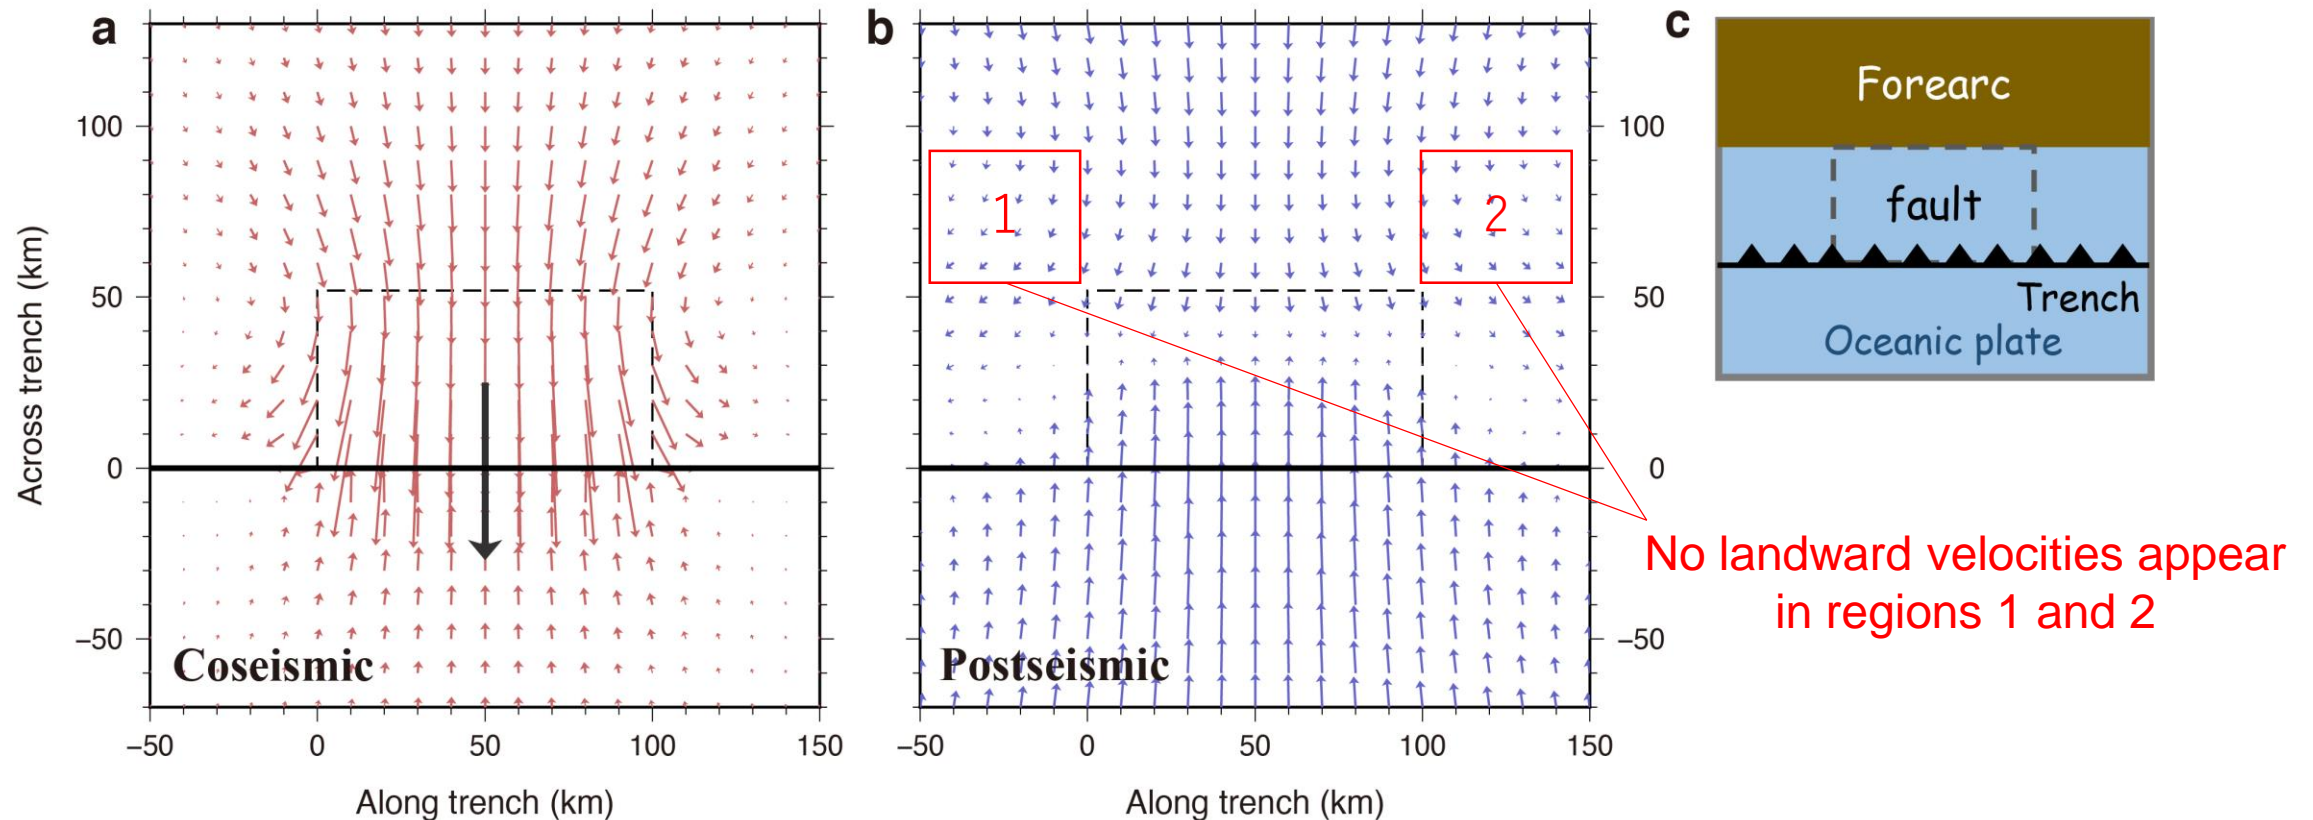 a
b
c
Across trench (km)
100
50
0
−50
Coseismic
−50
0
50
100
150
Along trench (km)
1
2
Postseismic
−50
0
50
100
150
Along trench (km)
100
50
0
−50
Forearc
fault
Trench
Oceanic plate
No landward velocities appear
in regions 1 and 2